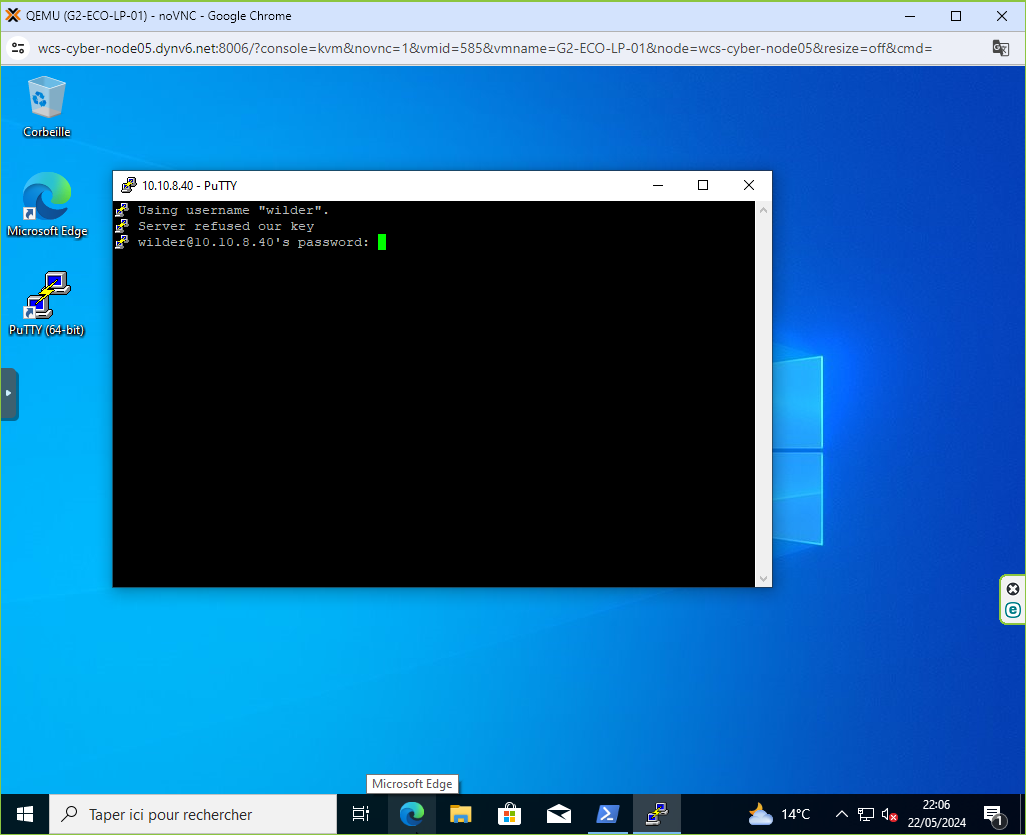 QEMU (G2-ECO-LP-01) - noVNC - Google Chrome
wcs-cyber-node05.dynv6.net:8006/?console=kvm&novnc=1&vmid=585&vmname=G2-ECO-LP-01&node=wcs-cyber-node05&resize=off&cmd=
Corbeille
Microsoft Edge
PuTTY (64-bit)
10.10.8.40 - PuTTY
Using username "wilder".
Server refused our key
wilder@10.10.8.40's password:
Microsoft Edge
Taper ici pour rechercher
14°C
22:06
22/05/2024
1